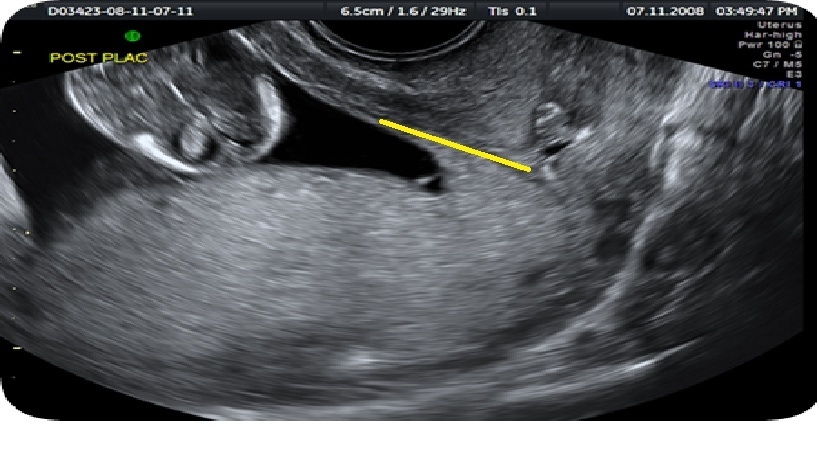 D03423-08-11-07-11 6.5cm / 1.6 / 29Hz TIs 0.1 07.11.2008 03:49:47 PM
Uterus
Har-high
POST PLAC
Pwr 100
Gn -5
C7 / M5
E3